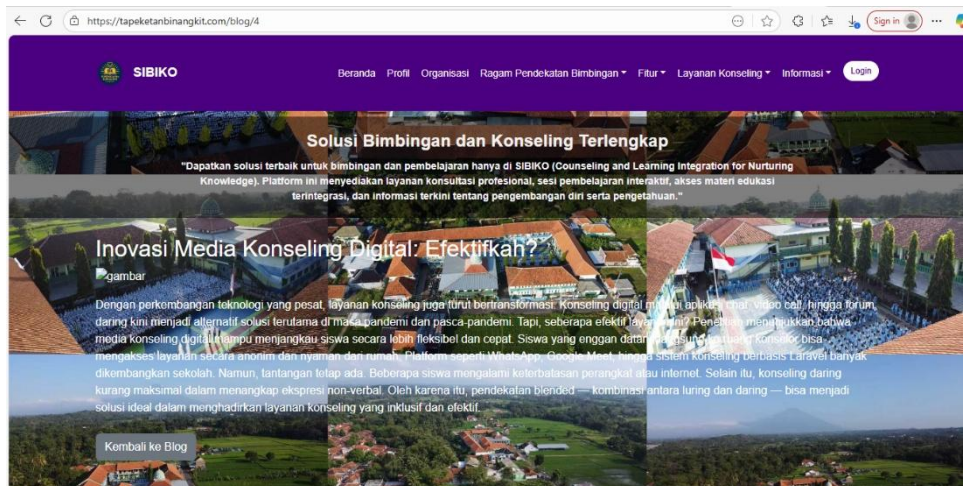 https://tapeketanbinangkit.com/blog/4
Sign in
SIBIKO
Beranda Profil Organisasi Ragam Pendekatan Bimbingan Fitur Layanan Konseling Informasi Login
Solusi Bimbingan dan Konseling Terlengkap
"Dapatkan solusi terbaik untuk bimbingan dan pembelajaran hanya di SIBIKO (Counseling and Learning Integration for Nurturing
Knowledge). Platform ini menyediakan layanan konsultasi profesional, sesi pembelajaran interaktif, akses materi edukasi
terintegrasi, dan informasi terkini tentang pengembangan diri serta pengetahuan."
Inovasi Media Konseling Digital: Efektifkah?
gambar
Dengan perkembangan teknologi yang pesat, layanan konseling juga turut bertransformasi. Konseling digital melalui aplikasi chat, video call, hingga forum
daring kini menjadi alternatif solusi terutama di masa pandemi dan pasca-pandemi. Tapi, seberapa efektif layanan ini? Penelitian menunjukkan bahwa
media konseling digital mampu menjangkau siswa secara lebih fleksibel dan cepat. Siswa yang enggan datang langsung ke ruang konselor bisa
mengakses layanan secara anonim dan nyaman dari rumah. Platform seperti WhatsApp, Google Meet, hingga sistem konseling berbasis Laravel banyak
dikembangkan sekolah. Namun, tantangan tetap ada. Beberapa siswa mengalami keterbatasan perangkat atau internet. Selain itu, konseling daring
kurang maksimal dalam menangkap ekspresi non-verbal. Oleh karena itu, pendekatan blended — kombinasi antara luring dan daring — bisa menjadi
solusi ideal dalam menghadirkan layanan konseling yang inklusif dan efektif.
Kembali ke Blog